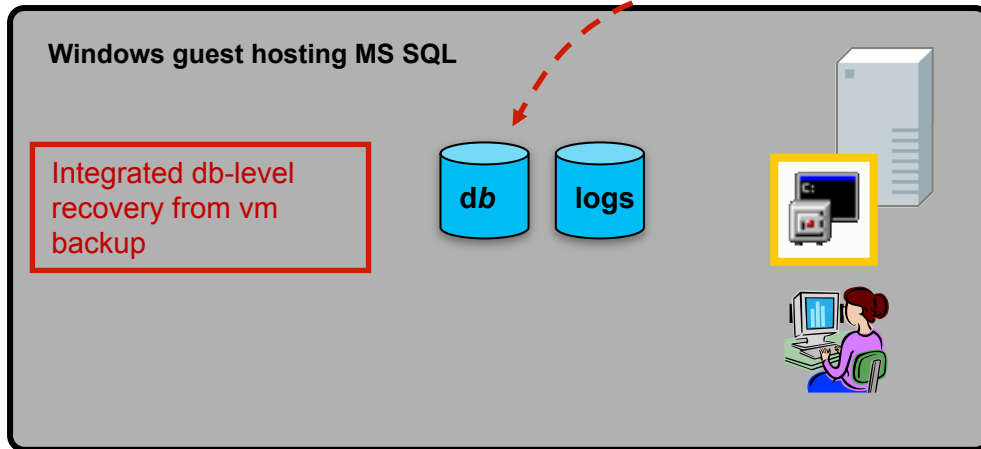 Windows guest hosting MS SQL
Integrated db-level
recovery from vm
backup
db
logs
C: